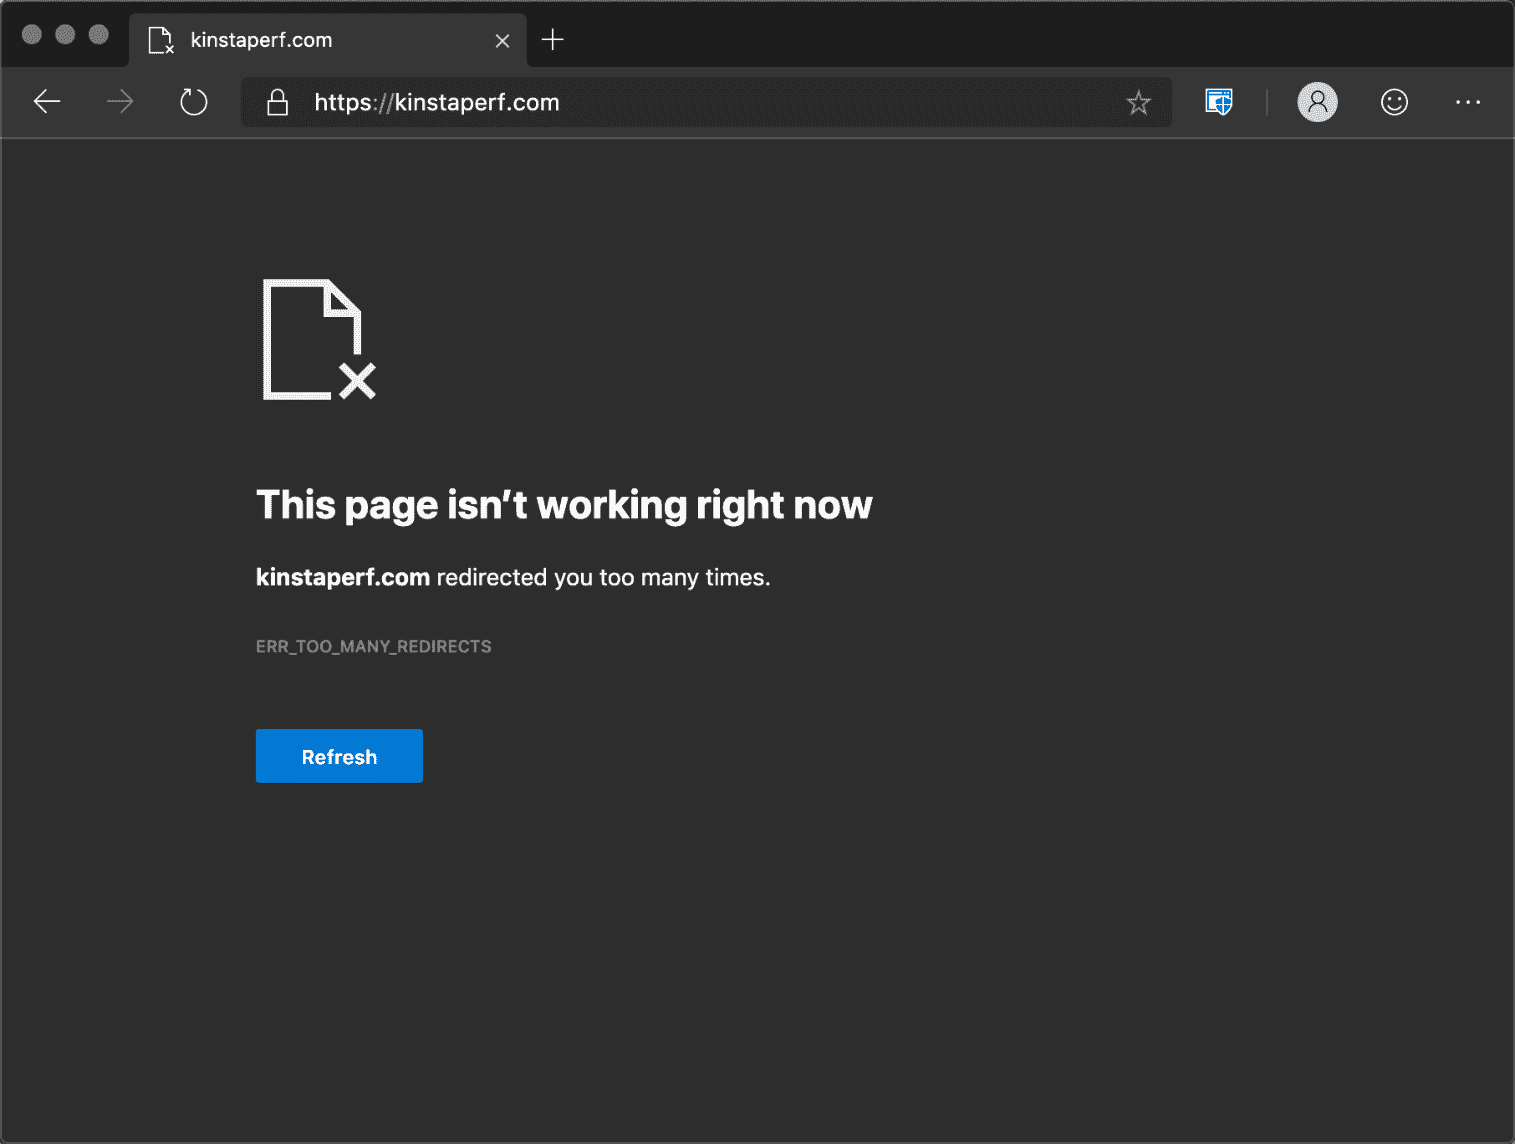 kinstaperf.com
https://kinstaperf.com
This page isn’t working right now
kinstaperf.com redirected you too many times.
ERR_TOO_MANY_REDIRECTS
Refresh